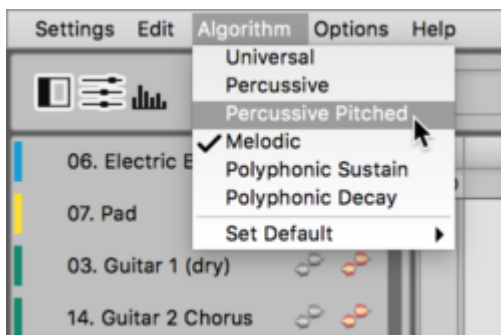 Settings Edit Algorithm Options Help
Universal
Percussive
Percussive Pitched
Melodic
Polyphonic Sustain
Polyphonic Decay
Set Default
06. Electric
07. Pad
03. Guitar 1 (dry)
14. Guitar 2 Chorus